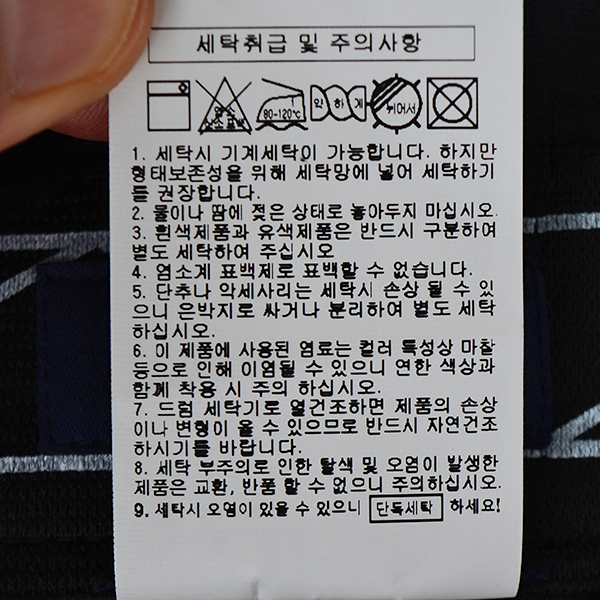 세탁취급 및 주의사항
염소
산소 표백
80-120℃
약 하 게
뉘어서
1. 세탁시 기계세탁이 가능합니다. 하지만
형태보존성을 위해 세탁망에 넣어 세탁하기
를 권장합니다.
2. 물이나 땀에 젖은 상태로 놓아두지 마십시오.
3. 흰색제품과 유색제품은 반드시 구분하여
별도 세탁하여 주십시오
4. 염소계 표백제로 표백할 수 없습니다.
5. 단추나 악세사리는 세탁시 손상 될 수 있
으니 은박지로 싸거나 분리하여 별도 세탁
하십시오.
6. 이 제품에 사용된 염료는 컬러 특성상 마찰
등으로 인해 이염될 수 있으니 연한 색상과
함께 착용 시 주의 하십시오.
7. 드럼 세탁기로 열건조하면 제품의 손상
이나 변형이 올 수 있으므로 반드시 자연건조
하시기를 바랍니다.
8. 세탁 부주의로 인한 탈색 및 오염이 발생한
제품은 교환, 반품 할 수 없으니 주의하십시오.
9. 세탁시 오염이 있을 수 있으니 단독세탁 하세요!